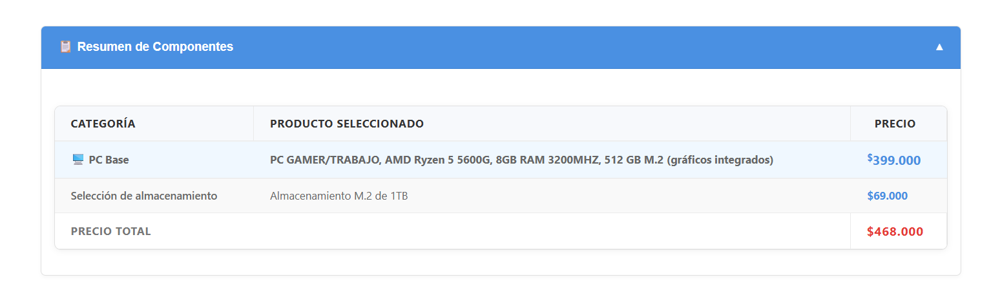 Resumen de Componentes ▲
CATEGORÍA PRODUCTO SELECCIONADO PRECIO
PC Base PC GAMER/TRABAJO, AMD Ryzen 5 5600G, 8GB RAM 3200MHZ, 512 GB M.2 (gráficos integrados) $399.000
Selección de almacenamiento Almacenamiento M.2 de 1TB $69.000
PRECIO TOTAL $468.000